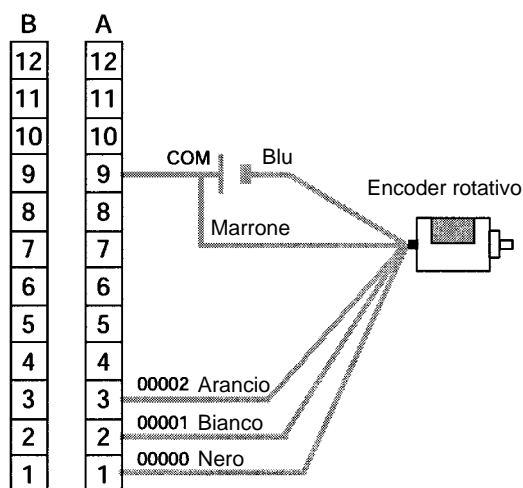 B A
12 12
11 11
10 10
9 9 COM Blu
Encoder rotativo
8 8
7 7 Marrone
6 6
5 5
4 4
3 3 00002 Arancio
2 2 00001 Bianco
1 1 00000 Nero